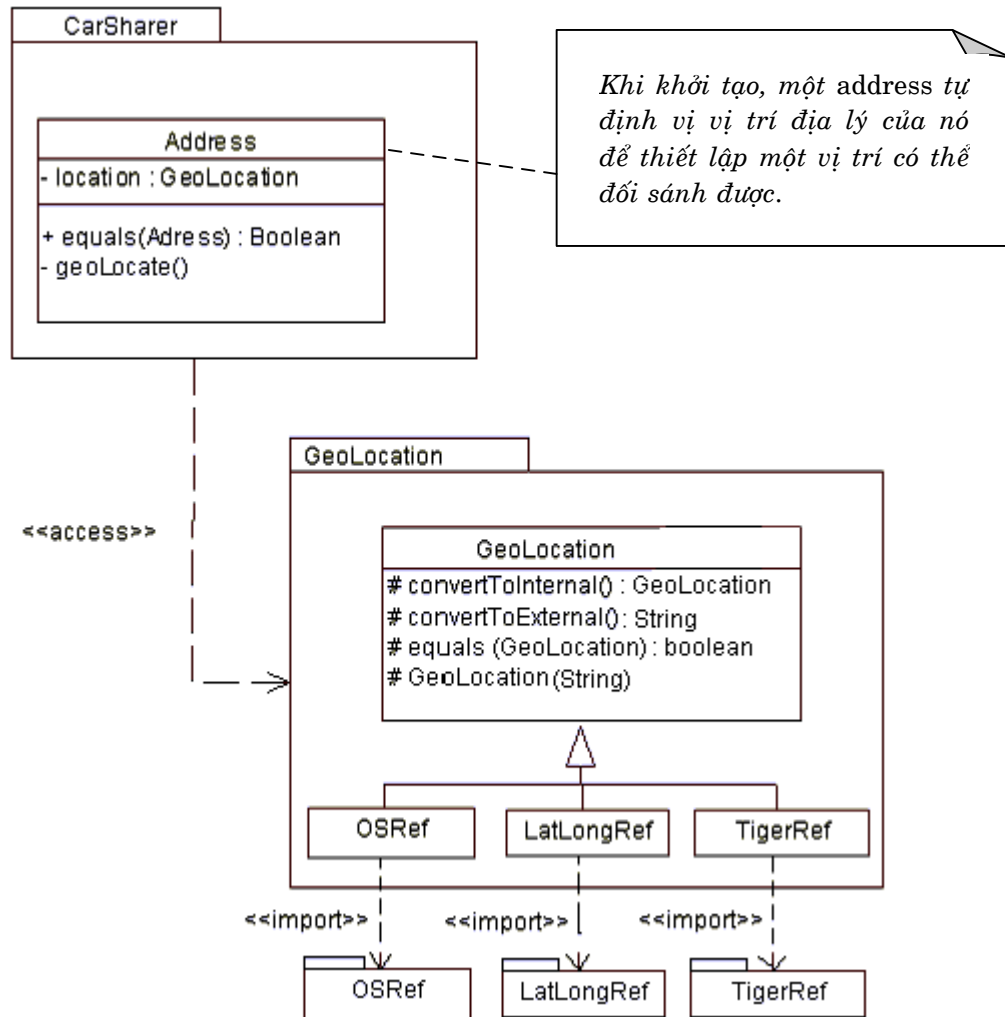 CarSharer
Khi khởi tạo, một address tự
định vị vị trí địa lý của nó
để thiết lập một vị trí có thể
đối sánh được.
Address
- location : GeoLocation
+ equals(Adress) : Boolean
- geoLocate()
<<access>>
GeoLocation
GeoLocation
# convertToInternal() : GeoLocation
# convertToExternal(): String
# equals (GeoLocation) : boolean
# GeoLocation(String)
OSRef
LatLongRef
TigerRef
<<import>>
<<import>>
<<import>>
OSRef
LatLongRef
TigerRef